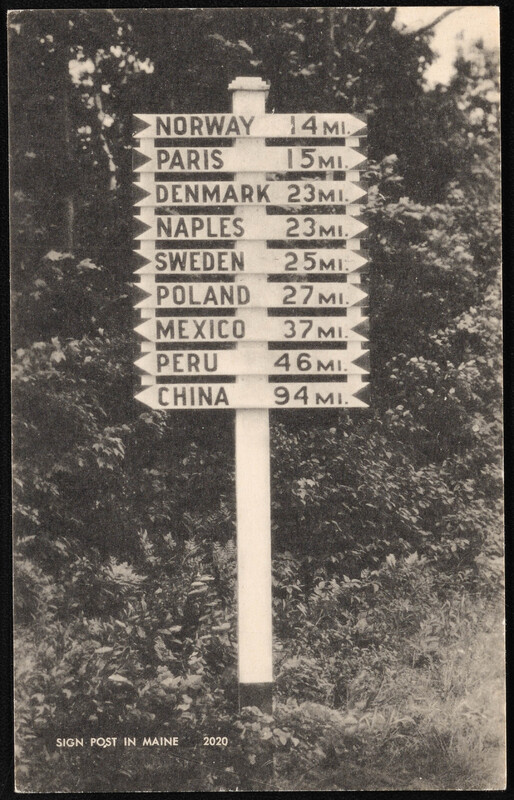 NORWAY 14 MI.
PARIS 15 MI.
DENMARK 23 MI.
NAPLES 23 MI.
SWEDEN 25 MI.
POLAND 27 MI.
MEXICO 37 MI.
PERU 46 MI.
CHINA 94 MI.
SIGN POST IN MAINE 2020